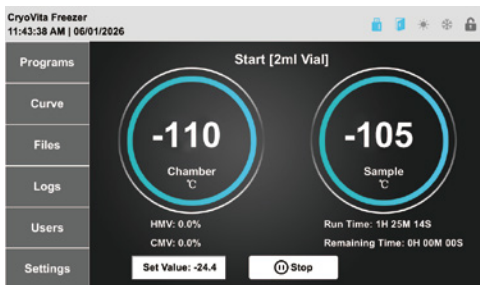 CryoVita Freezer
11:43:38 AM | 06/01/2026
Programs
Curve
Files
Logs
Users
Settings
Start [2ml Vial]
-110
Chamber
℃
-105
Sample
℃
HMV: 0.0%
CMV: 0.0%
Run Time: 1H 25M 14S
Remaining Time: 0H 00M 00S
Set Value: -24.4
Stop